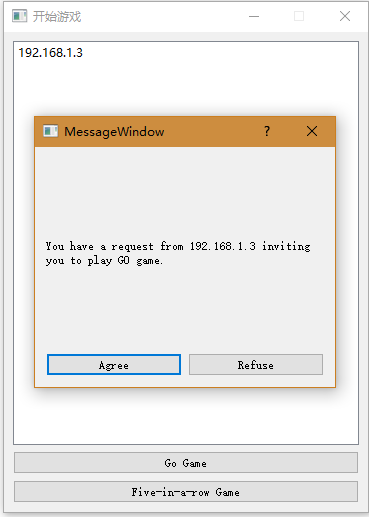 开始游戏
192.168.1.3
MessageWindow
?
You have a request from 192.168.1.3 inviting
you to play GO game.
Agree
Refuse
Go Game
Five-in-a-row Game